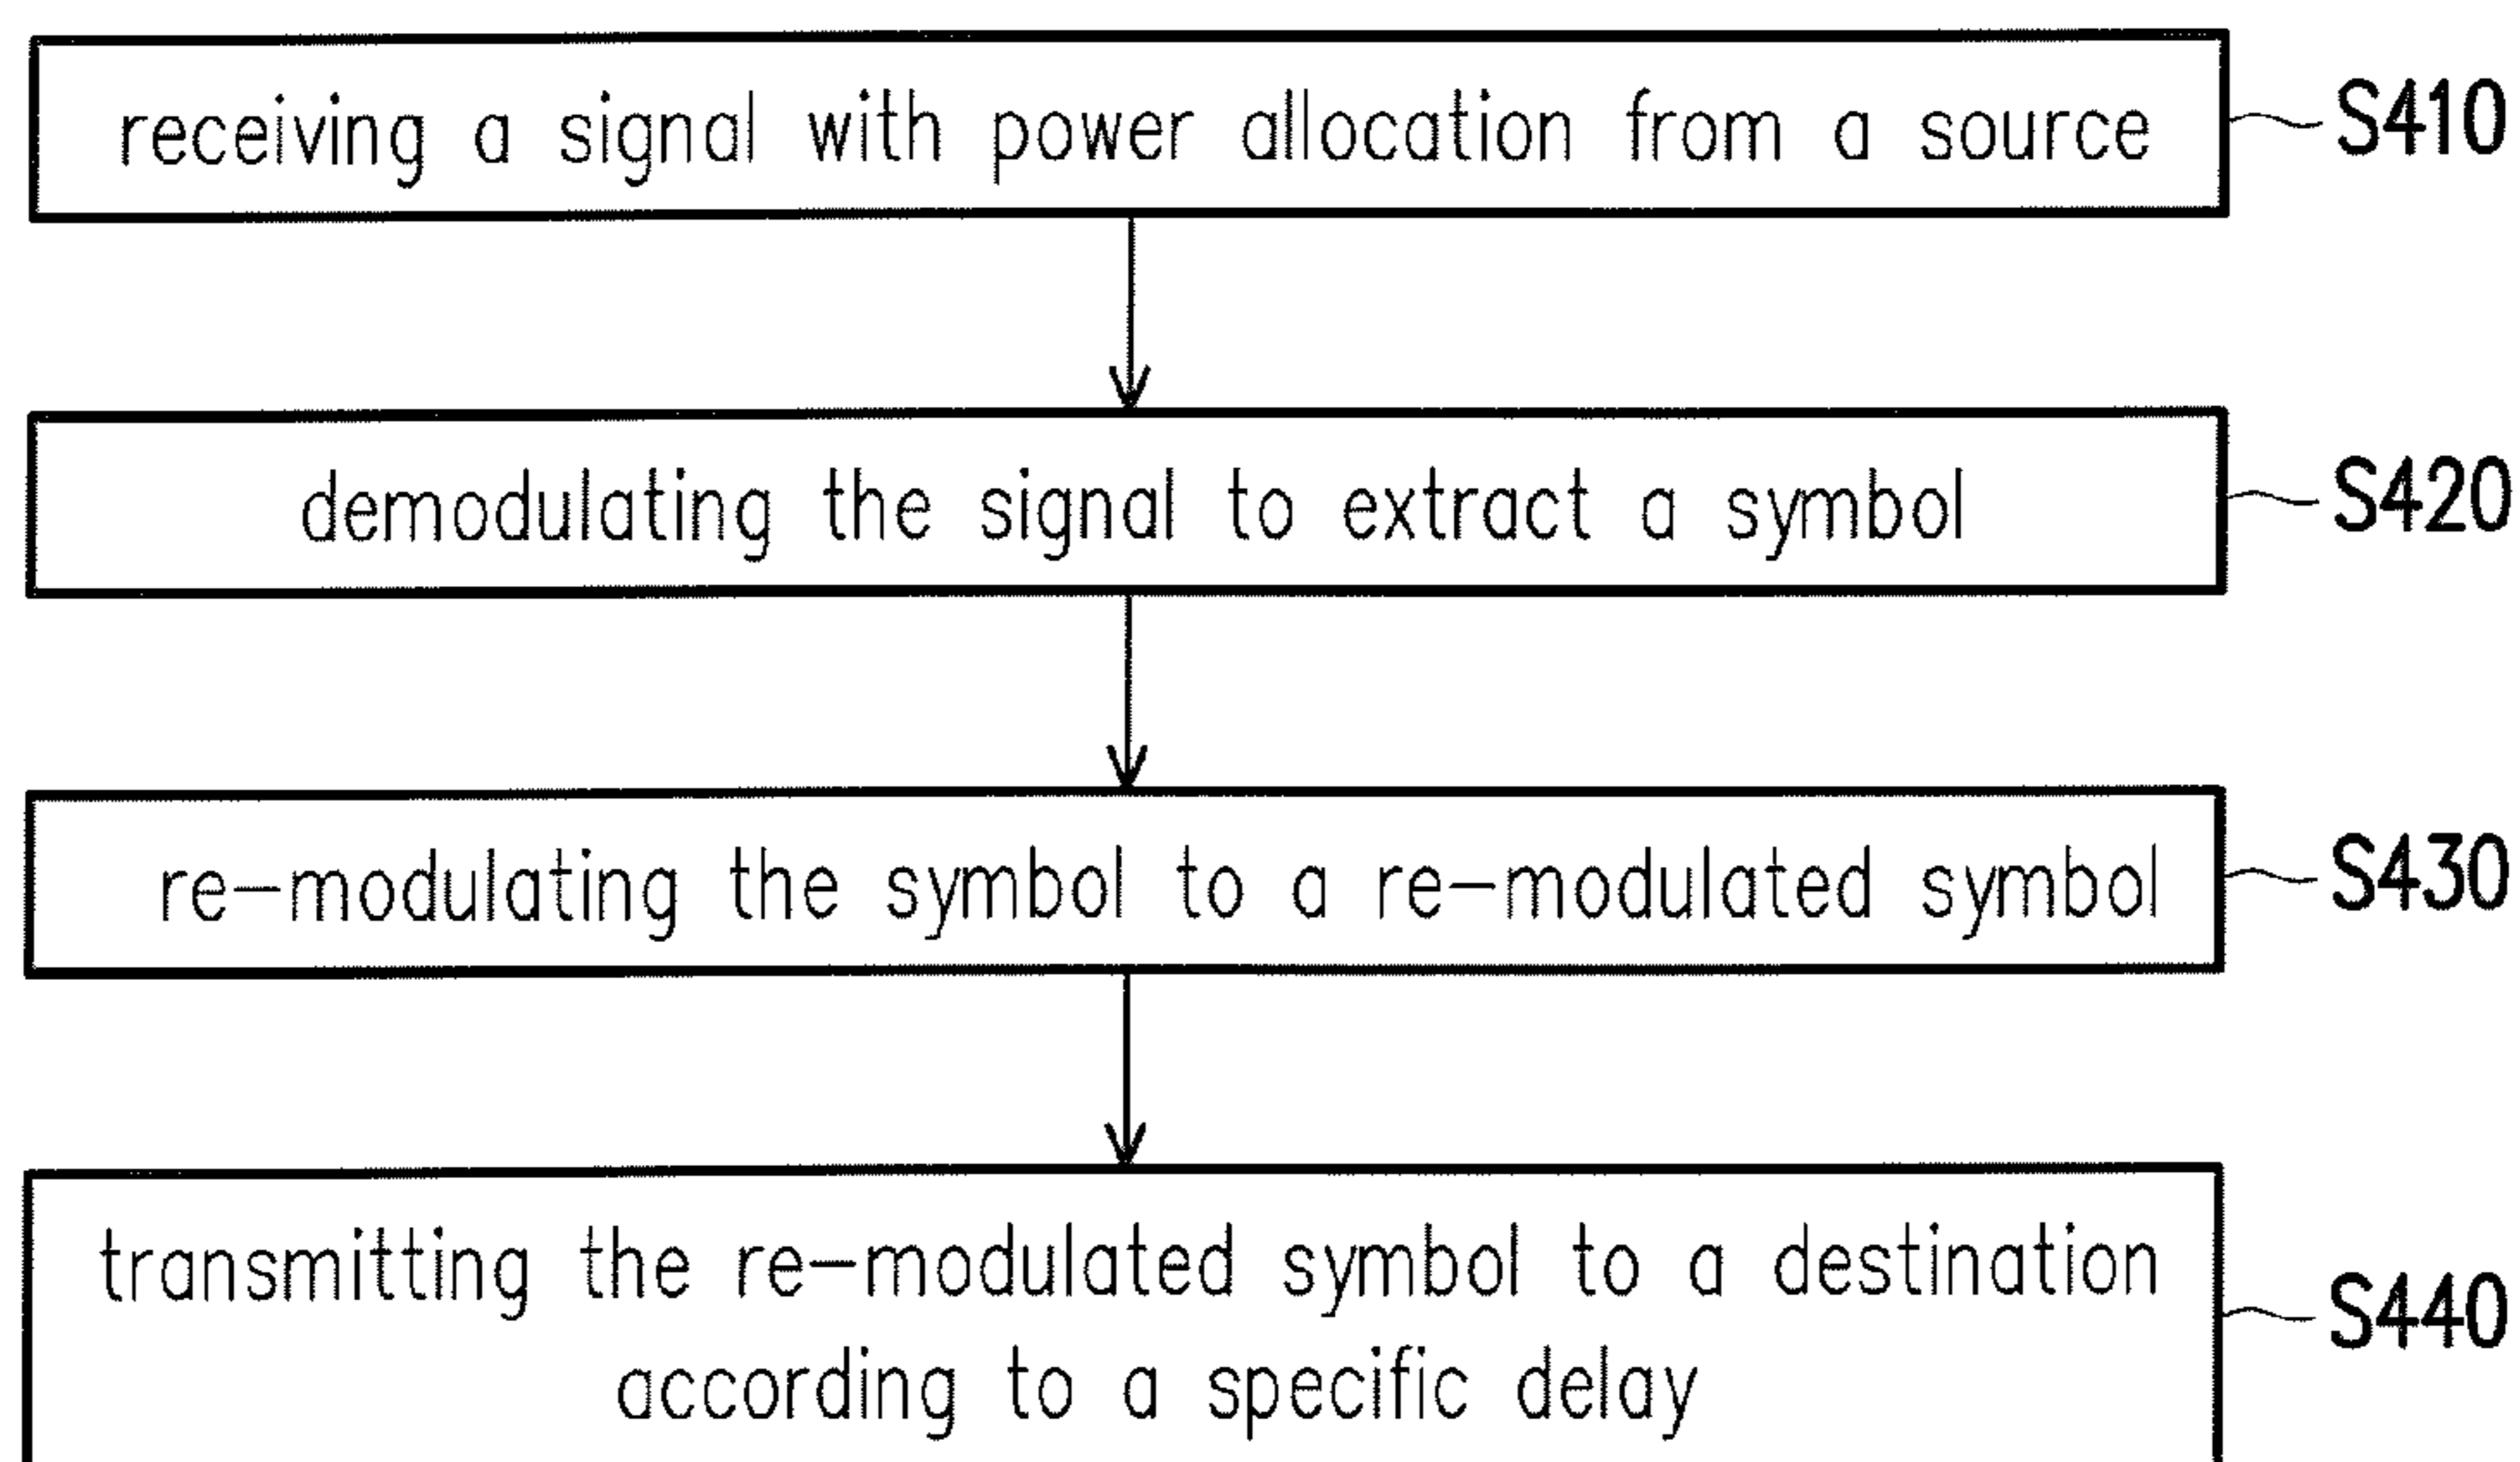 receiving a signal with power allocation from a source S410
demodulating the signal to extract a symbol S420
re-modulating the symbol to a re-modulated symbol S430
transmitting the re-modulated symbol to a destination
according to a specific delay
S440